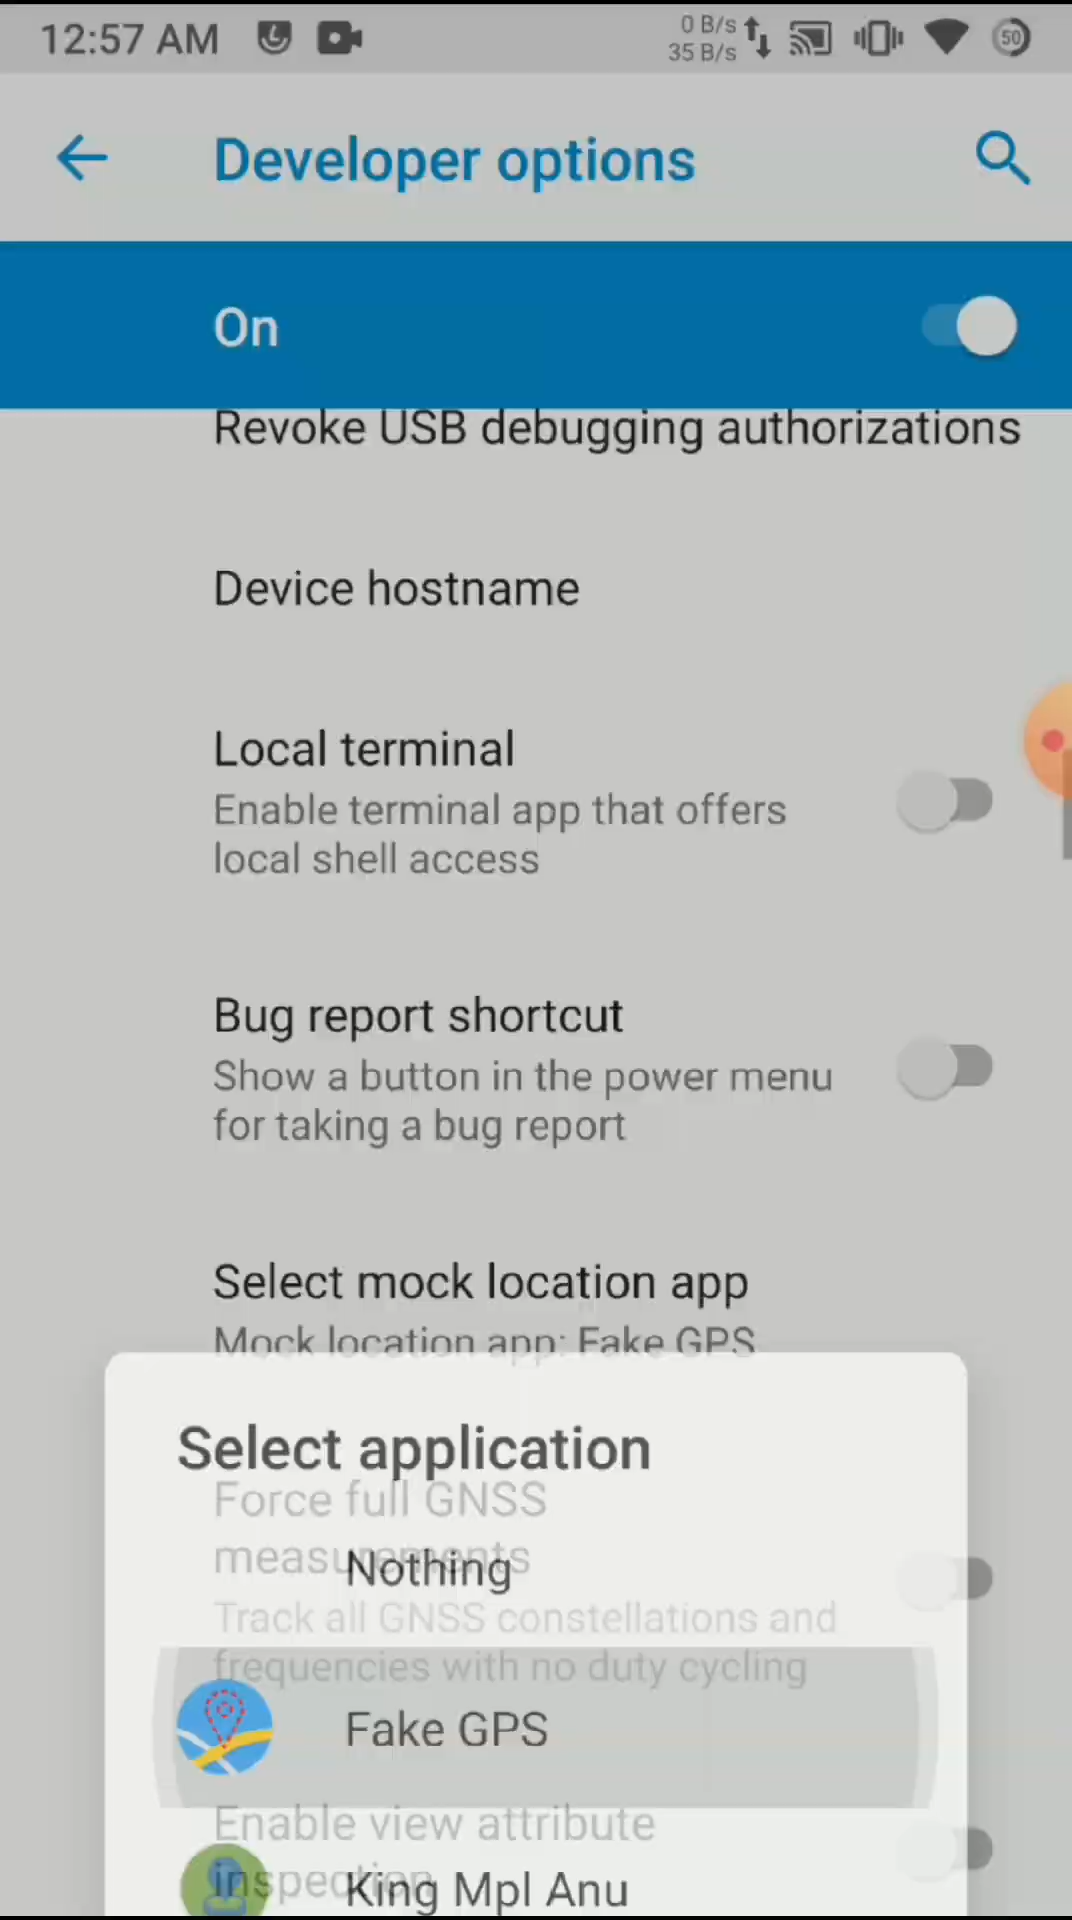 12:57 AM
0 B/s
35 B/s
50
Developer options
On
Revoke USB debugging authorizations
Device hostname
Local terminal
Enable terminal app that offers
local shell access
Bug report shortcut
Show a button in the power menu
for taking a bug report
Select mock location app
Mock location app: Fake GPS
Select application
Force full GNSS
measurements
Nothing
Track all GNSS constellations and
frequencies with no duty cycling
Fake GPS
Enable view attribute
inspection
King Mpl Anu